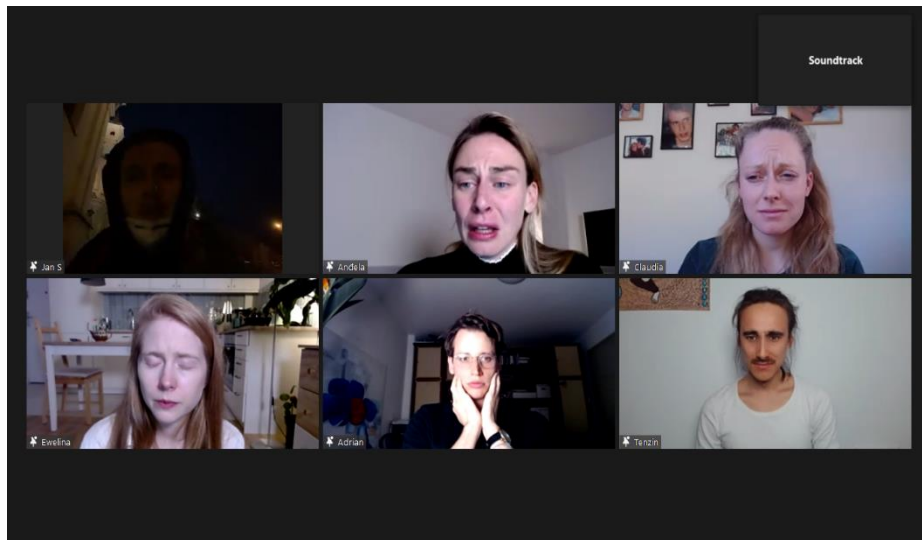 Soundtrack
Jan S
Anđela
Claudia
Ewelina
Adrian
Tenzin